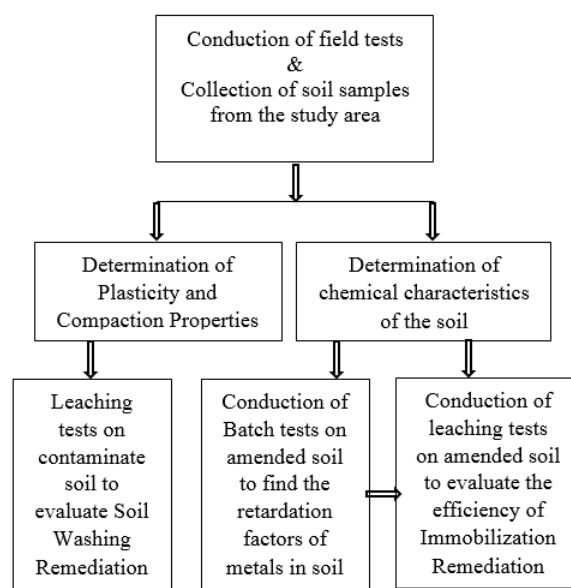 Conduction of field tests
&
Collection of soil samples
from the study area
Determination of
Plasticity and
Compaction Properties
Determination of
chemical characteristics
of the soil
Leaching
tests on
contaminate
soil to
evaluate Soil
Washing
Remediation
Conduction of
Batch tests on
amended soil
to find the
retardation
factors of
metals in soil
Conduction of
leaching tests
on amended soil
to evaluate the
efficiency of
Immobilization
Remediation